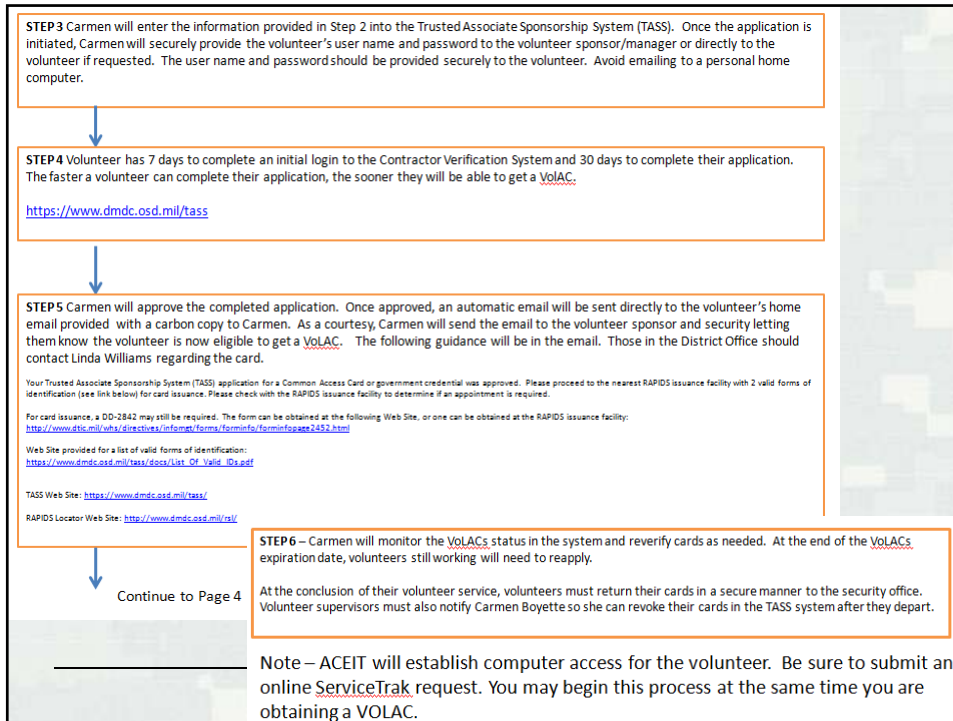 STEP 3 Carmen will enter the information provided in Step 2 into the Trusted Associate Sponsorship System (TASS). Once the application is
initiated, Carmen will securely provide the volunteer's user name and password to the volunteer sponsor/manager or directly to the
volunteer if requested. The user name and password should be provided securely to the volunteer. Avoid emailing to a personal home
computer.
STEP 4 Volunteer has 7 days to complete an initial login to the Contractor Verification System and 30 days to complete their application.
The faster a volunteer can complete their application, the sooner they will be able to get a VolAC.
https://www.dmdc.osd.mil/tass
STEP 5 Carmen will approve the completed application. Once approved, an automatic email will be sent directly to the volunteer's home
email provided with a carbon copy to Carmen. As a courtesy, Carmen will send the email to the volunteer sponsor and security letting
them know the volunteer is now eligible to get a VoLAC. The following guidance will be in the email. Those in the District Office should
contact Linda Williams regarding the card.
Your Trusted Associate Sponsorship System (TASS) application for a Common Access Card or government credential was approved. Please proceed to the nearest RAPIDS issuance facility with 2 valid forms of
identification (see link below) for card issuance. Please check with the RAPIDS issuance facility to determine if an appointment is required.
For card issuance, a DD-2842 may still be required. The form can be obtained at the following Web Site, or one can be obtained at the RAPIDS issuance facility:
http://www.dtic.mil/whs/directives/infomgt/forms/forminfo/forminfopage2452.html
Web Site provided for a list of valid forms of identification:
https://www.dmdc.osd.mil/tass/docs/List_Of_Valid_IDs.pdf
TASS Web Site: https://www.dmdc.osd.mil/tass/
RAPIDS Locator Web Site: http://www.dmdc.osd.mil/rsl/
STEP 6 – Carmen will monitor the VoLACs status in the system and reverify cards as needed. At the end of the VoLACs
expiration date, volunteers still working will need to reapply.
At the conclusion of their volunteer service, volunteers must return their cards in a secure manner to the security office.
Volunteer supervisors must also notify Carmen Boyette so she can revoke their cards in the TASS system after they depart.
Continue to Page 4
Note – ACEIT will establish computer access for the volunteer. Be sure to submit an
online ServiceTrak request. You may begin this process at the same time you are
obtaining a VOLAC.